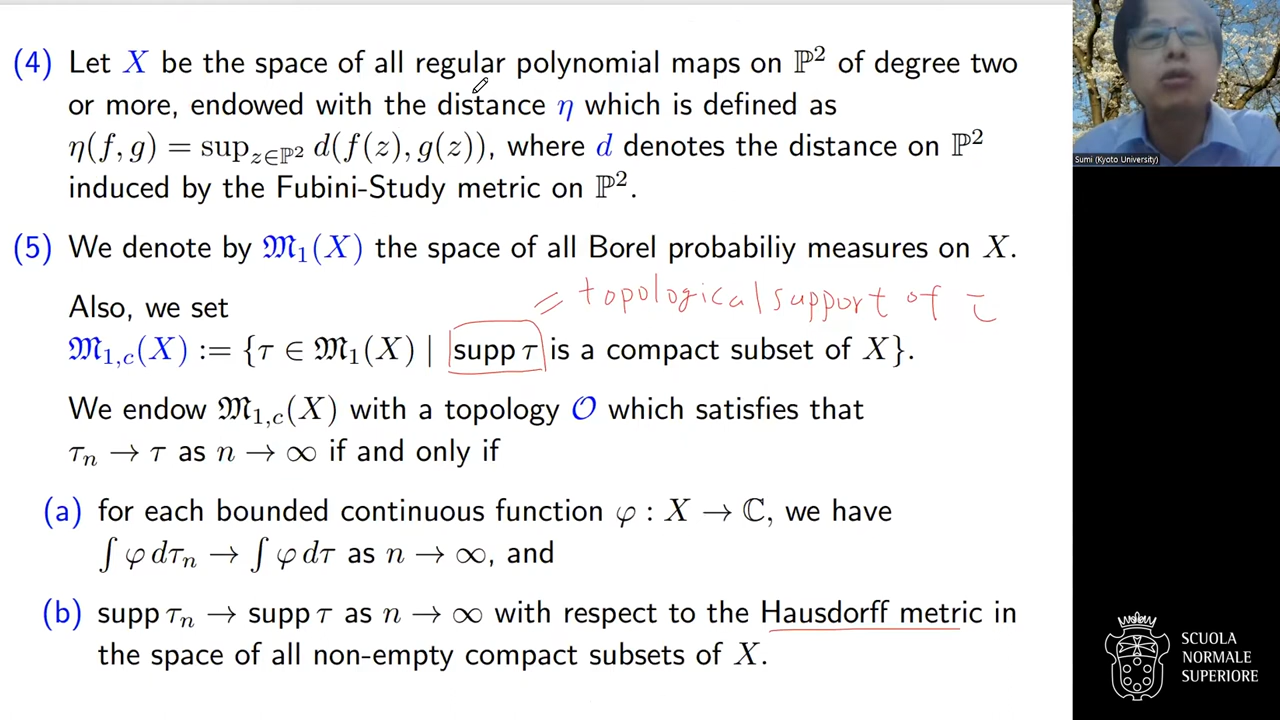 (4) Let X be the space of all regular polynomial maps on ℙ² of degree two
or more, endowed with the distance η which is defined as
η(f, g) = sup_{z∈ℙ²} d(f(z), g(z)), where d denotes the distance on ℙ²
induced by the Fubini-Study metric on ℙ².
(5) We denote by 𝔐₁(X) the space of all Borel probabiliy measures on X.
= topological support of τ
Also, we set
𝔐_{1,c}(X) := {τ ∈ 𝔐₁(X) | supp τ is a compact subset of X}.
We endow 𝔐_{1,c}(X) with a topology 𝒪 which satisfies that
τₙ → τ as n → ∞ if and only if
(a) for each bounded continuous function φ : X → ℂ, we have
∫ φ dτₙ → ∫ φ dτ as n → ∞, and
(b) supp τₙ → supp τ as n → ∞ with respect to the Hausdorff metric in
the space of all non-empty compact subsets of X.
Sumi (Kyoto University)
SCUOLA
NORMALE
SUPERIORE